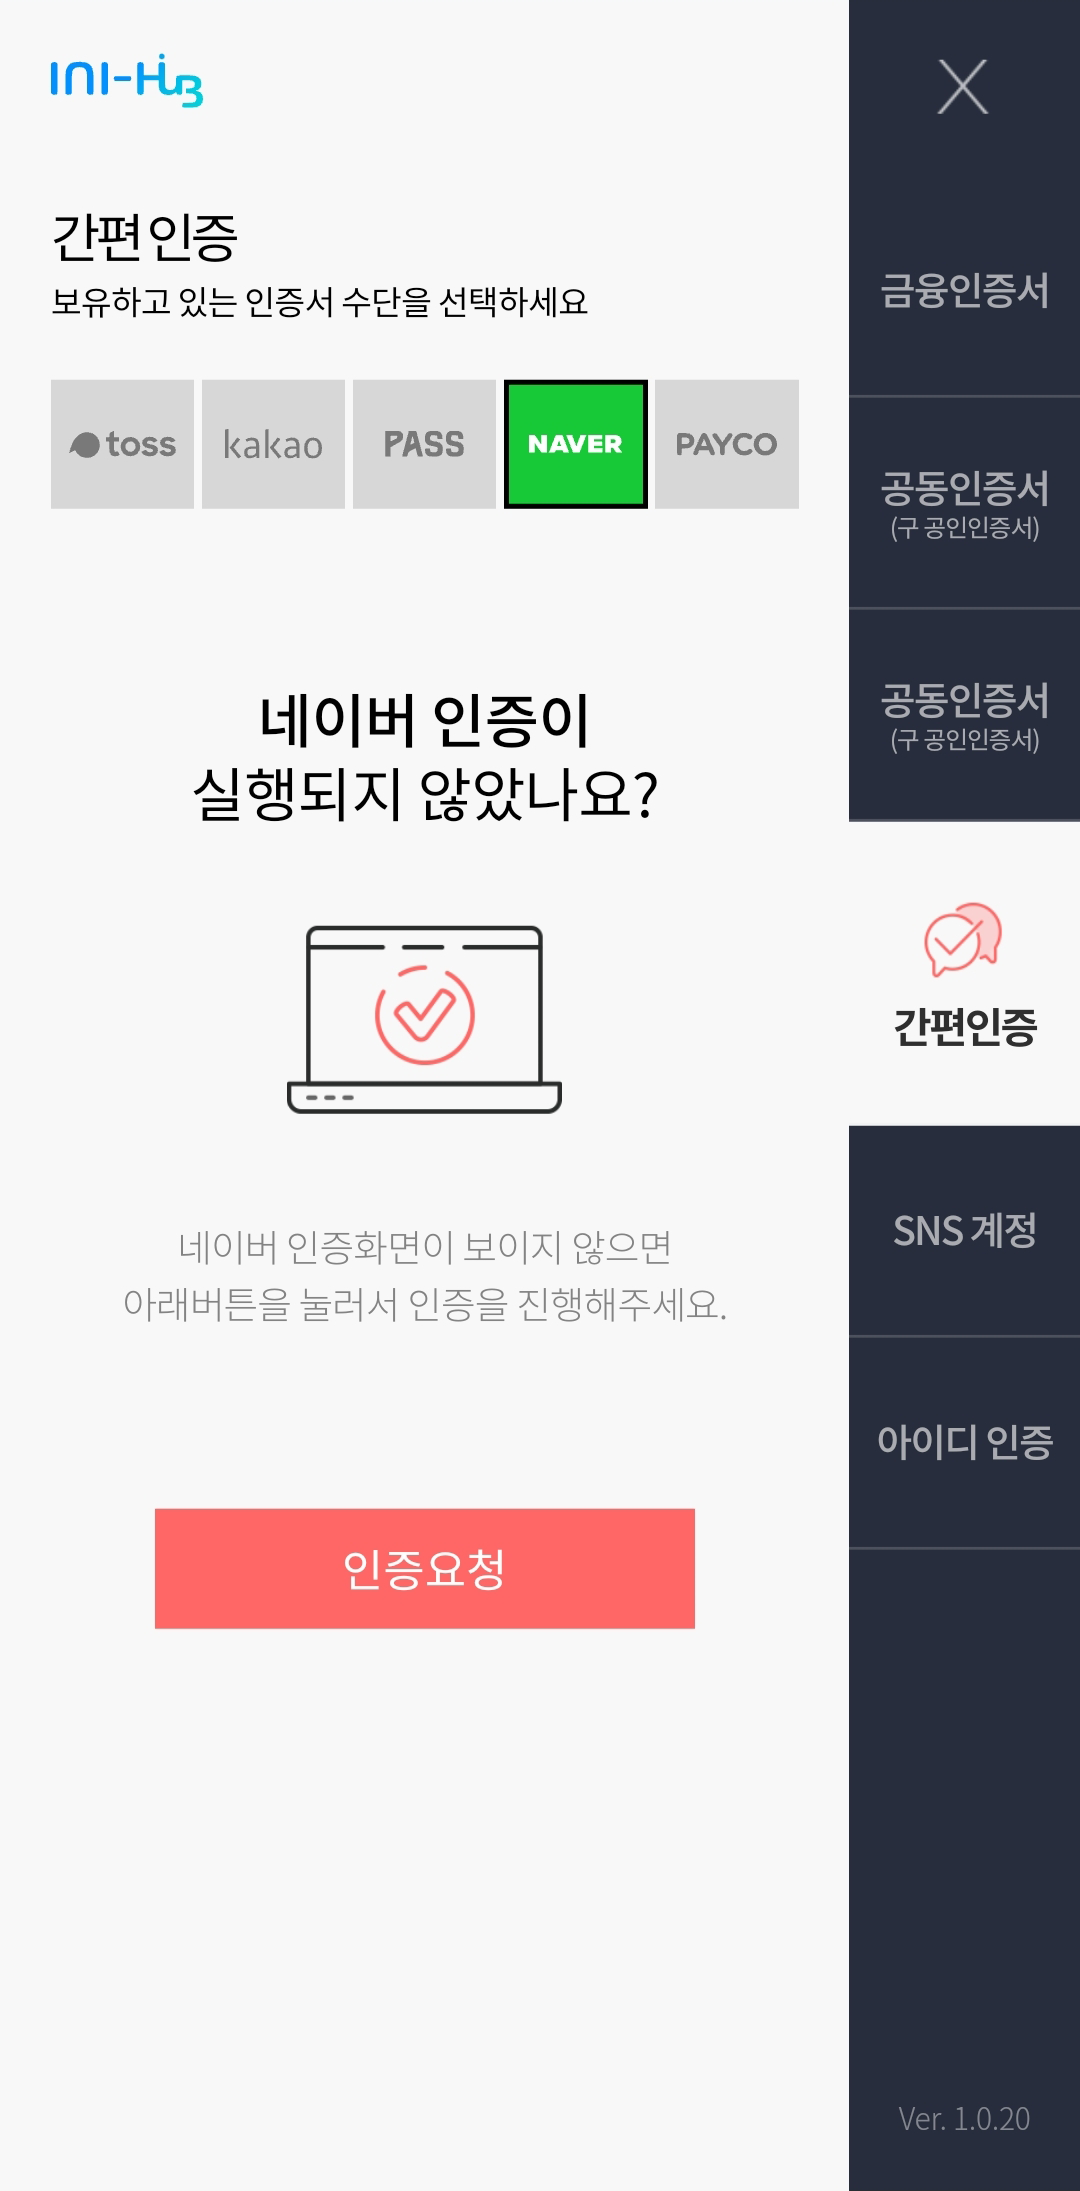 INI-HuB
간편인증
보유하고 있는 인증서 수단을 선택하세요
toss
kakao
PASS
NAVER
PAYCO
네이버 인증이
실행되지 않았나요?
네이버 인증화면이 보이지 않으면
아래버튼을 눌러서 인증을 진행해주세요.
인증요청
금융인증서
공동인증서
(구 공인인증서)
공동인증서
(구 공인인증서)
간편인증
SNS 계정
아이디 인증
Ver. 1.0.20